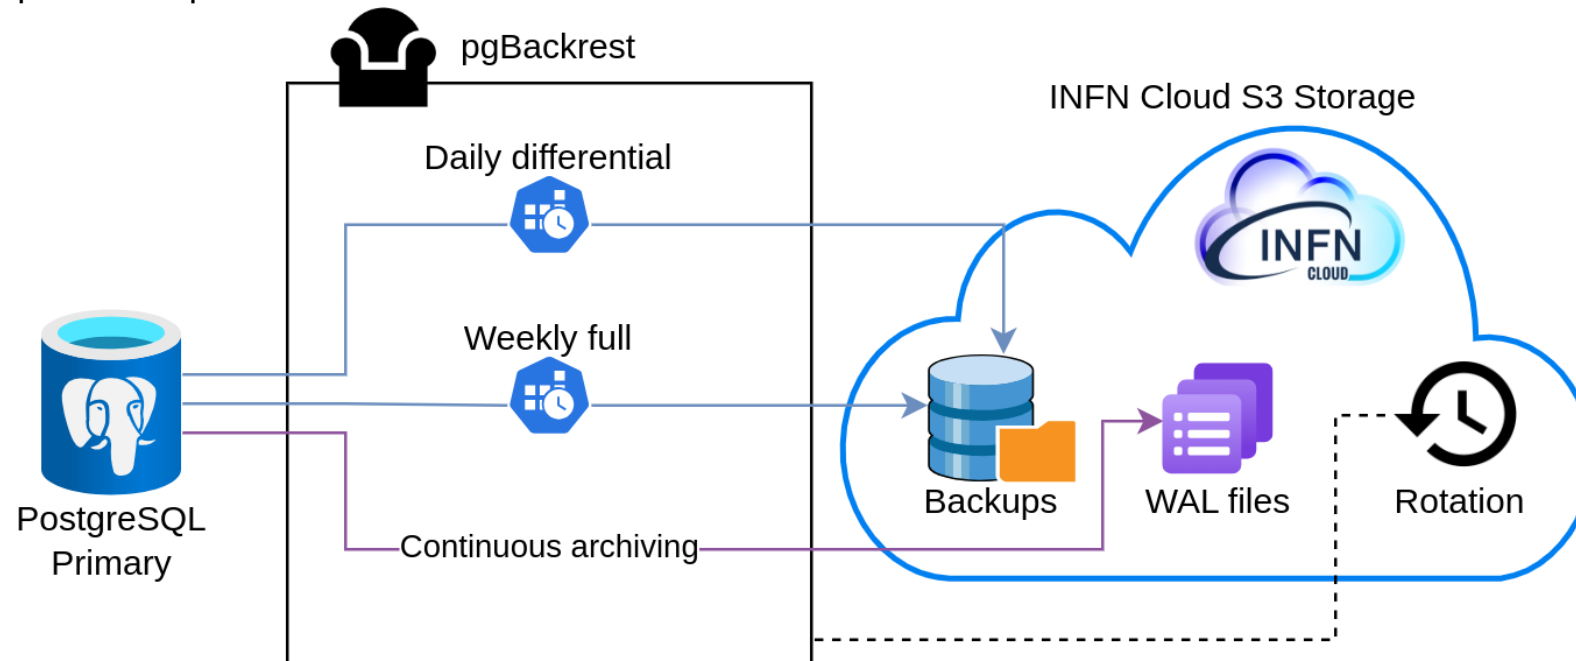 pgBackrest
INFN Cloud S3 Storage
Daily differential
INFN
CLOUD
Weekly full
PostgreSQL
Primary
Backups
WAL files
Rotation
Continuous archiving